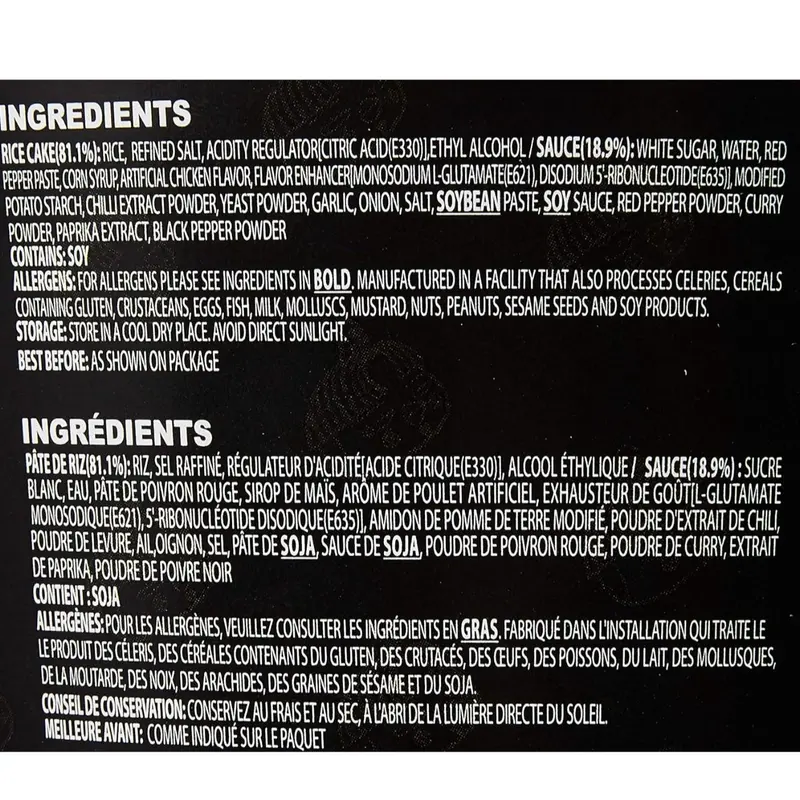 INGREDIENTS
RICE CAKE(81.1%): RICE, REFINED SALT, ACIDITY REGULATOR[CITRIC ACID(E330)],ETHYL ALCOHOL / SAUCE(18.9%): WHITE SUGAR, WATER, RED
PEPPER PASTE, CORN SYRUP, ARTIFICIAL CHICKEN FLAVOR, FLAVOR ENHANCER[MONOSODIUM L-GLUTAMATE(E621), DISODIUM 5'-RIBONUCLEOTIDE(E635)], MODIFIED
POTATO STARCH, CHILLI EXTRACT POWDER, YEAST POWDER, GARLIC, ONION, SALT, SOYBEAN PASTE, SOY SAUCE, RED PEPPER POWDER, CURRY
POWDER, PAPRIKA EXTRACT, BLACK PEPPER POWDER
CONTAINS: SOY
ALLERGENS: FOR ALLERGENS PLEASE SEE INGREDIENTS IN BOLD. MANUFACTURED IN A FACILITY THAT ALSO PROCESSES CELERIES, CEREALS
CONTAINING GLUTEN, CRUSTACEANS, EGGS, FISH, MILK, MOLLUSCS, MUSTARD, NUTS, PEANUTS, SESAME SEEDS AND SOY PRODUCTS.
STORAGE: STORE IN A COOL DRY PLACE. AVOID DIRECT SUNLIGHT.
BEST BEFORE: AS SHOWN ON PACKAGE
INGRÉDIENTS
PÂTE DE RIZ(81.1%): RIZ, SEL RAFFINÉ, RÉGULATEUR D'ACIDITÉ[ACIDE CITRIQUE(E330)], ALCOOL ÉTHYLIQUE / SAUCE(18.9%) : SUCRE
BLANC, EAU, PÂTE DE POIVRON ROUGE, SIROP DE MAÏS, ARÔME DE POULET ARTIFICIEL, EXHAUSTEUR DE GOÛT[L-GLUTAMATE
MONOSODIQUE(E621), 5'-RIBONUCLÉOTIDE DISODIQUE(E635)], AMIDON DE POMME DE TERRE MODIFIÉ, POUDRE D'EXTRAIT DE CHILI,
POUDRE DE LEVURE, AIL,OIGNON, SEL, PÂTE DE SOJA, SAUCE DE SOJA, POUDRE DE POIVRON ROUGE, POUDRE DE CURRY, EXTRAIT
DE PAPRIKA, POUDRE DE POIVRE NOIR
CONTIENT : SOJA
ALLERGÈNES: POUR LES ALLERGÈNES, VEUILLEZ CONSULTER LES INGRÉDIENTS EN GRAS. FABRIQUÉ DANS L'INSTALLATION QUI TRAITE LE
LE PRODUIT DES CÉLERIS, DES CÉRÉALES CONTENANTS DU GLUTEN, DES CRUTACÉS, DES ŒUFS, DES POISSONS, DU LAIT, DES MOLLUSQUES,
DE LA MOUTARDE, DES NOIX, DES ARACHIDES, DES GRAINES DE SÉSAME ET DU SOJA.
CONSEIL DE CONSERVATION: CONSERVEZ AU FRAIS ET AU SEC, À L'ABRI DE LA LUMIÈRE DIRECTE DU SOLEIL.
MEILLEURE AVANT: COMME INDIQUÉ SUR LE PAQUET